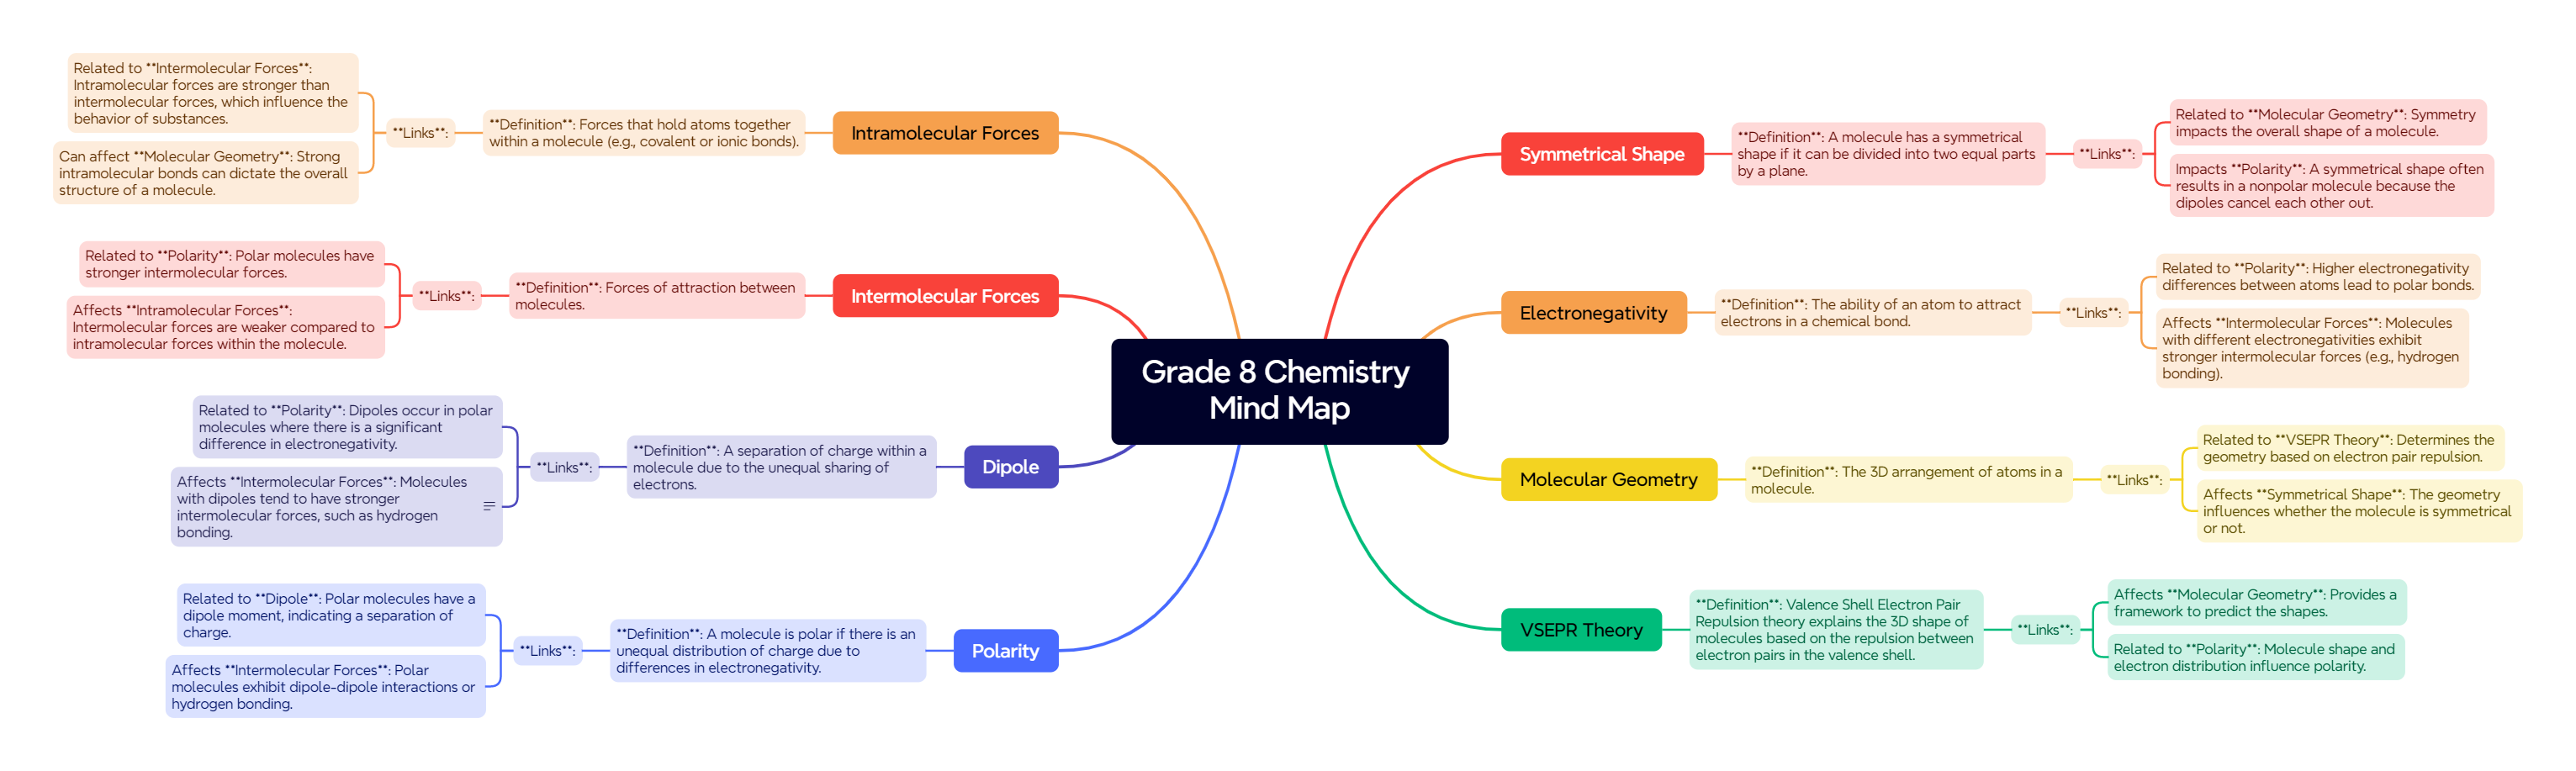 Grade 8 Chemistry
Mind Map
Intramolecular Forces
**Definition**: Forces that hold atoms together
within a molecule (e.g., covalent or ionic bonds).
**Links**:
Related to **Intermolecular Forces**:
Intramolecular forces are stronger than
intermolecular forces, which influence the
behavior of substances.
Can affect **Molecular Geometry**: Strong
intramolecular bonds can dictate the overall
structure of a molecule.
Intermolecular Forces
**Definition**: Forces of attraction between
molecules.
**Links**:
Related to **Polarity**: Polar molecules have
stronger intermolecular forces.
Affects **Intramolecular Forces**:
Intermolecular forces are weaker compared to
intramolecular forces within the molecule.
Dipole
**Definition**: A separation of charge within a
molecule due to the unequal sharing of
electrons.
**Links**:
Related to **Polarity**: Dipoles occur in polar
molecules where there is a significant
difference in electronegativity.
Affects **Intermolecular Forces**: Molecules
with dipoles tend to have stronger
intermolecular forces, such as hydrogen
bonding.
Polarity
**Definition**: A molecule is polar if there is an
unequal distribution of charge due to
differences in electronegativity.
**Links**:
Related to **Dipole**: Polar molecules have a
dipole moment, indicating a separation of
charge.
Affects **Intermolecular Forces**: Polar
molecules exhibit dipole-dipole interactions or
hydrogen bonding.
Symmetrical Shape
**Definition**: A molecule has a symmetrical
shape if it can be divided into two equal parts
by a plane.
**Links**:
Related to **Molecular Geometry**: Symmetry
impacts the overall shape of a molecule.
Impacts **Polarity**: A symmetrical shape often
results in a nonpolar molecule because the
dipoles cancel each other out.
Electronegativity
**Definition**: The ability of an atom to attract
electrons in a chemical bond.
**Links**:
Related to **Polarity**: Higher electronegativity
differences between atoms lead to polar bonds.
Affects **Intermolecular Forces**: Molecules
with different electronegativities exhibit
stronger intermolecular forces (e.g., hydrogen
bonding).
Molecular Geometry
**Definition**: The 3D arrangement of atoms in a
molecule.
**Links**:
Related to **VSEPR Theory**: Determines the
geometry based on electron pair repulsion.
Affects **Symmetrical Shape**: The geometry
influences whether the molecule is symmetrical
or not.
VSEPR Theory
**Definition**: Valence Shell Electron Pair
Repulsion theory explains the 3D shape of
molecules based on the repulsion between
electron pairs in the valence shell.
**Links**:
Affects **Molecular Geometry**: Provides a
framework to predict the shapes.
Related to **Polarity**: Molecule shape and
electron distribution influence polarity.